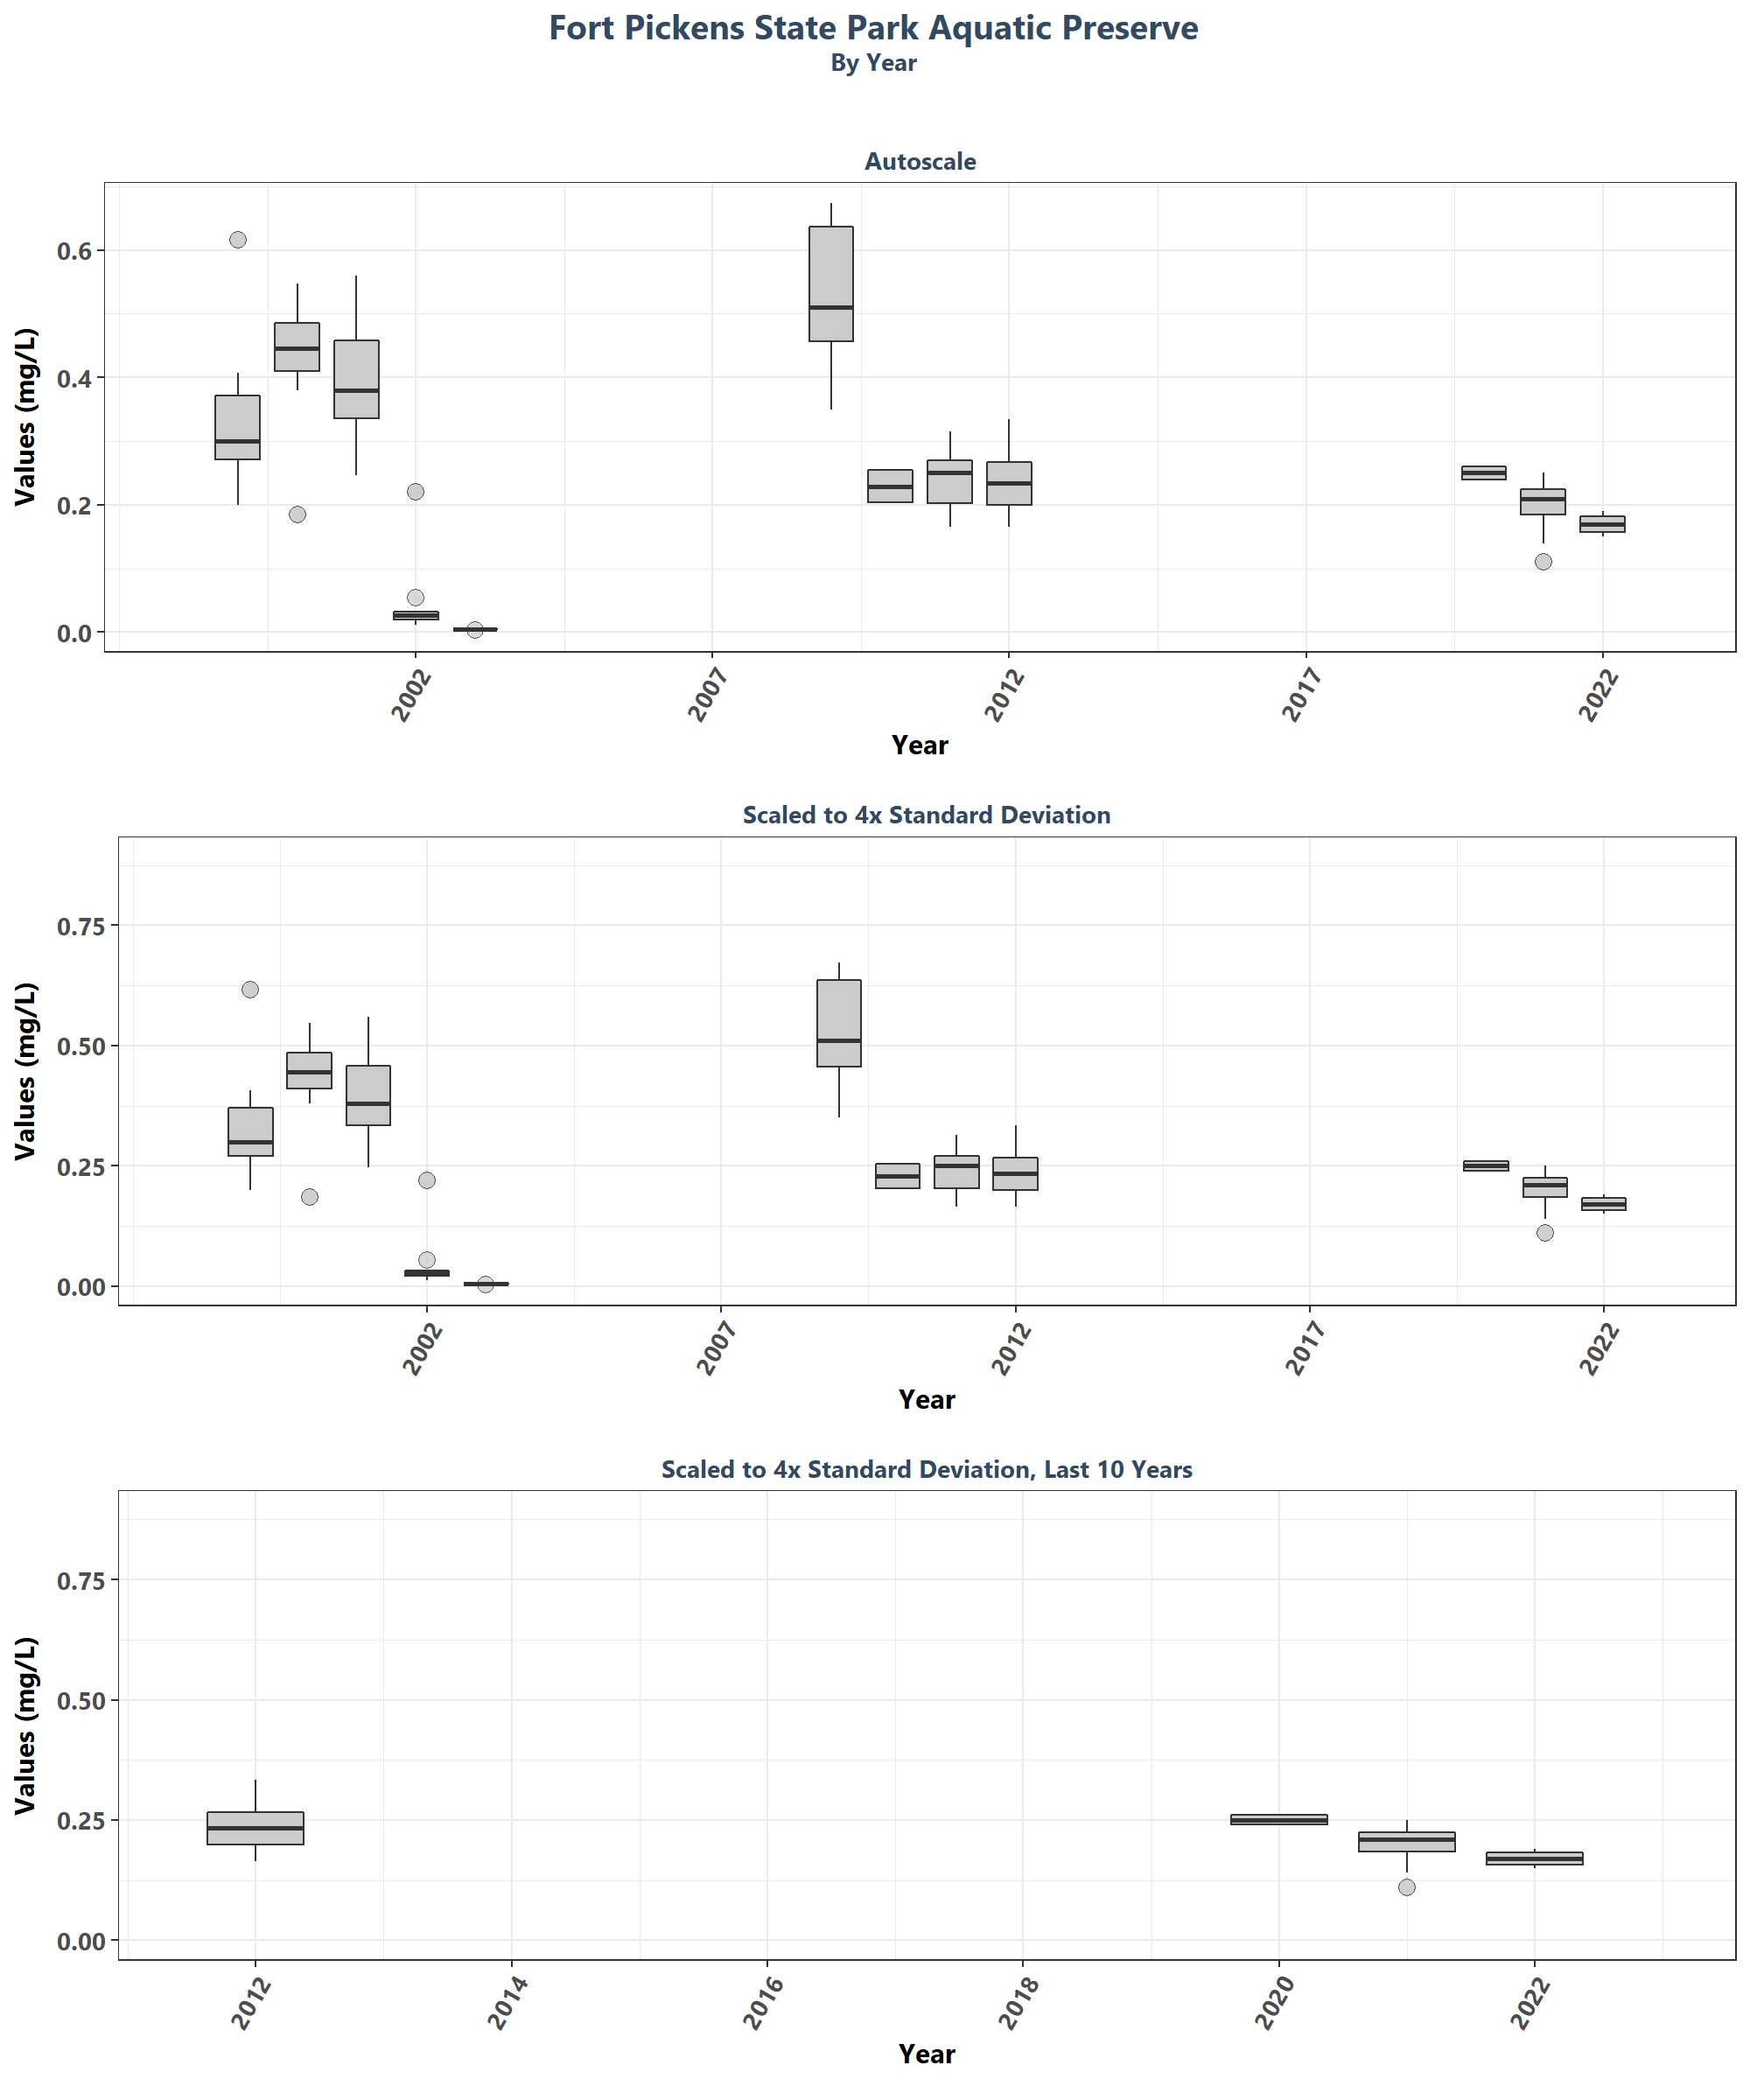 Fort Pickens State Park Aquatic Preserve
By Year
Autoscale
Values (mg/L)
0.6
0.4
0.2
0.0
2002
2007
2012
2017
2022
Year
Scaled to 4x Standard Deviation
Values (mg/L)
0.75
0.50
0.25
0.00
2002
2007
2012
2017
2022
Year
Scaled to 4x Standard Deviation, Last 10 Years
Values (mg/L)
0.75
0.50
0.25
0.00
2012
2014
2016
2018
2020
2022
Year